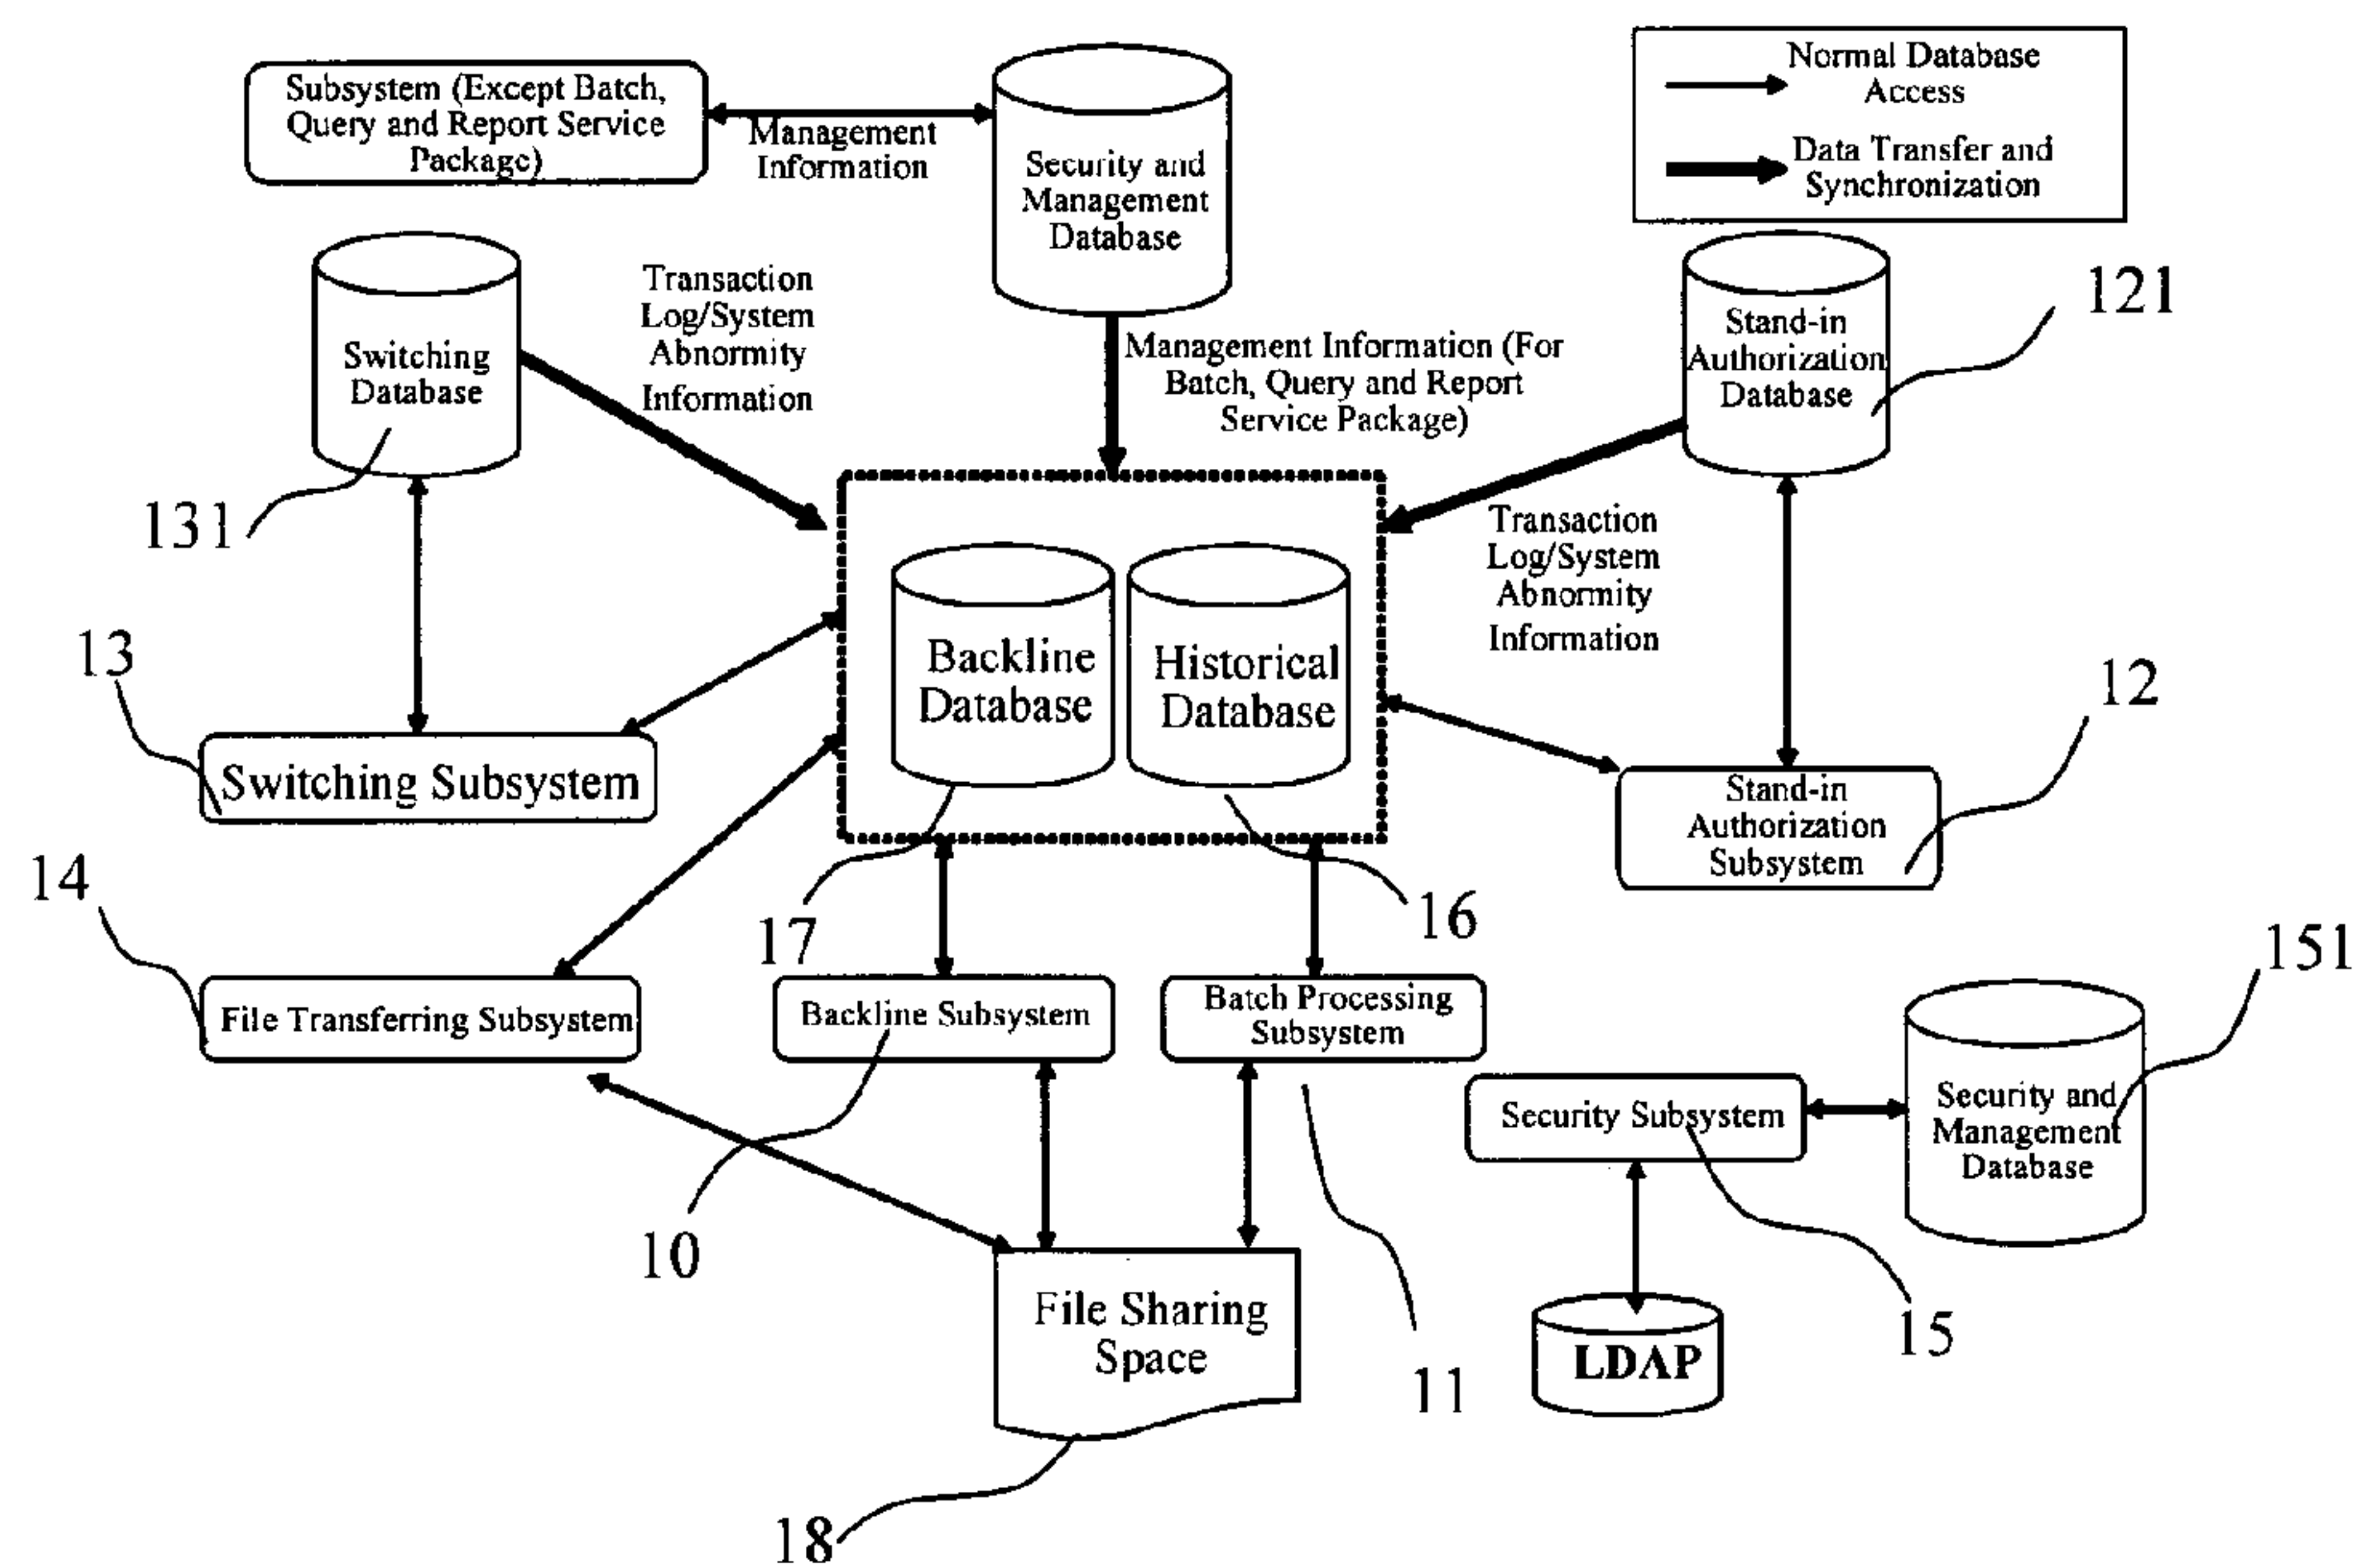 Subsystem (Except Batch,
Query and Report Service
Package)
Management
Information
Security and
Management
Database
Normal Database
Access
Data Transfer and
Synchronization
Switching
Database
131
Transaction
Log/System
Abnormity
Information
Management Information (For
Batch, Query and Report
Service Package)
Stand-in
Authorization
Database
121
Transaction
Log/System
Abnormity
Information
Backline
Database
Historical
Database
13
Switching Subsystem
12
Stand-in
Authorization
Subsystem
14
17
16
File Transferring Subsystem
Backline Subsystem
Batch Processing
Subsystem
151
Security Subsystem
Security and
Management
Database
10
File Sharing
Space
11
LDAP
15
18